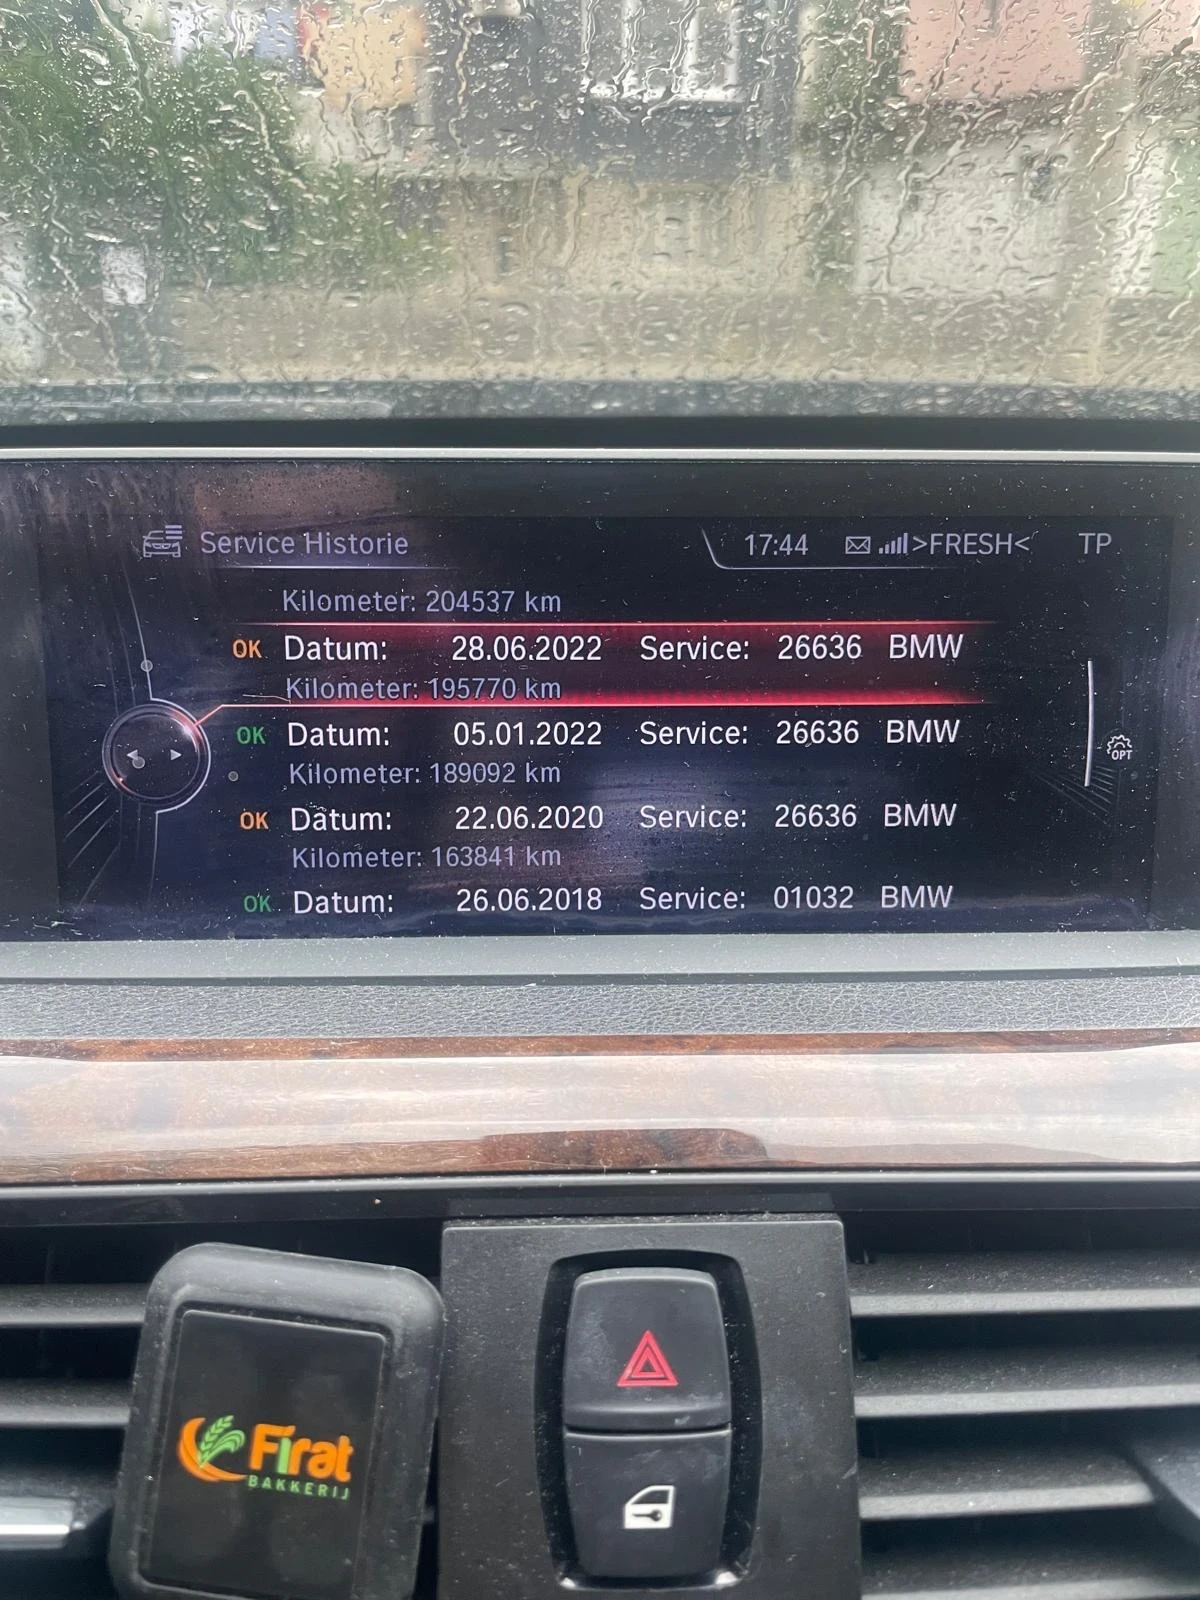 Service Historie 17:44 >FRESH< TP
Kilometer: 204537 km
OK Datum: 28.06.2022 Service: 26636 BMW
Kilometer: 195770 km
OK Datum: 05.01.2022 Service: 26636 BMW
Kilometer: 189092 km
OPT
OK Datum: 22.06.2020 Service: 26636 BMW
Kilometer: 163841 km
OK Datum: 26.06.2018 Service: 01032 BMW
Firat
BAKKERIJ